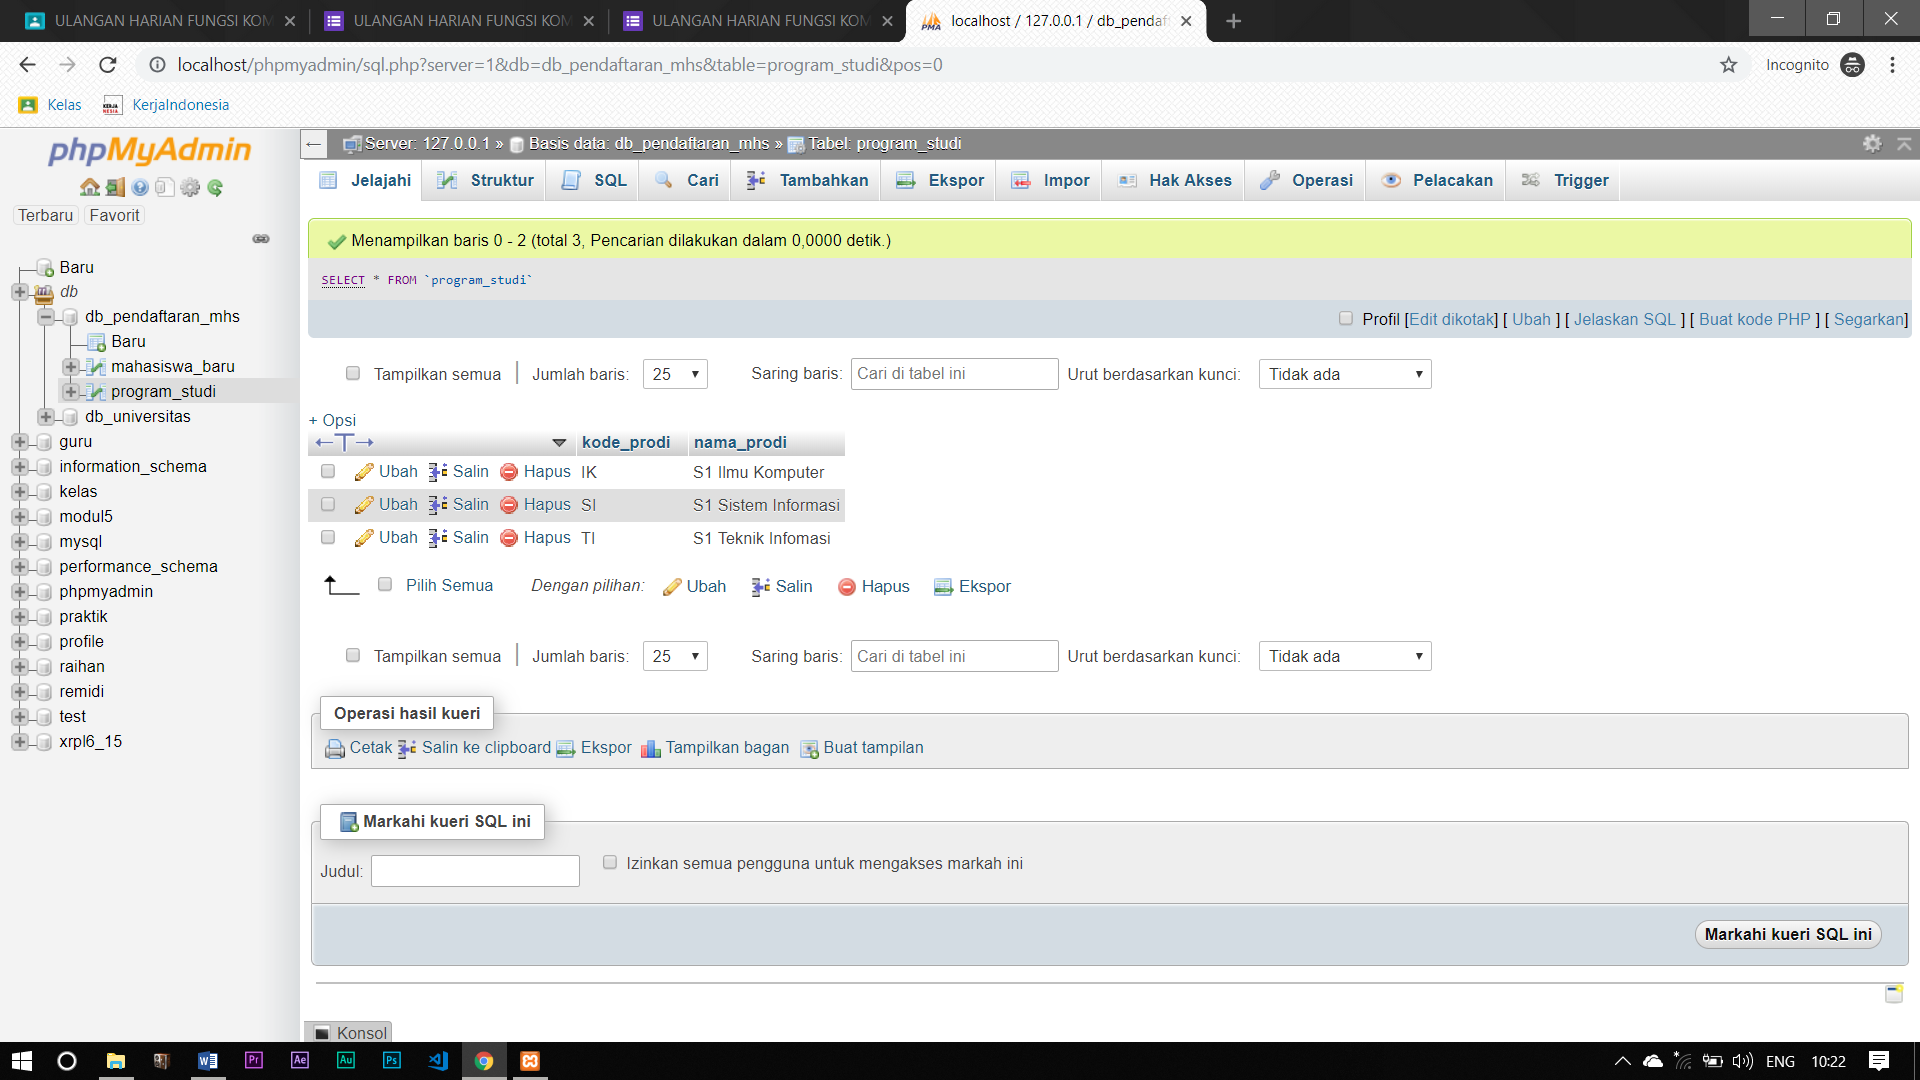 ULANGAN HARIAN FUNGSI KOM
ULANGAN HARIAN FUNGSI KOM
ULANGAN HARIAN FUNGSI KOM
localhost / 127.0.0.1 / db_pendaft
localhost/phpmyadmin/sql.php?server=1&db=db_pendaftaran_mhs&table=program_studi&pos=0
Incognito
Kelas
KerjaIndonesia
phpMyAdmin
Terbaru
Favorit
Baru
db
db_pendaftaran_mhs
Baru
mahasiswa_baru
program_studi
db_universitas
guru
information_schema
kelas
modul5
mysql
performance_schema
phpmyadmin
praktik
profile
raihan
remidi
test
xrpl6_15
Server: 127.0.0.1 » Basis data: db_pendaftaran_mhs » Tabel: program_studi
Jelajahi Struktur SQL Cari Tambahkan Ekspor Impor Hak Akses Operasi Pelacakan Trigger
Menampilkan baris 0 - 2 (total 3, Pencarian dilakukan dalam 0,0000 detik.)
SELECT * FROM `program_studi`
Profil [Edit dikotak] [ Ubah ] [ Jelaskan SQL ] [ Buat kode PHP ] [ Segarkan]
Tampilkan semua | Jumlah baris: 25 Saring baris: Cari di tabel ini Urut berdasarkan kunci: Tidak ada
+ Opsi
←T→ kode_prodi nama_prodi
Ubah Salin Hapus IK S1 Ilmu Komputer
Ubah Salin Hapus SI S1 Sistem Informasi
Ubah Salin Hapus TI S1 Teknik Infomasi
Pilih Semua Dengan pilihan: Ubah Salin Hapus Ekspor
Tampilkan semua | Jumlah baris: 25 Saring baris: Cari di tabel ini Urut berdasarkan kunci: Tidak ada
Operasi hasil kueri
Cetak Salin ke clipboard Ekspor Tampilkan bagan Buat tampilan
Markahi kueri SQL ini
Judul: Izinkan semua pengguna untuk mengakses markah ini
Markahi kueri SQL ini
Konsol
Pr Ae Au Ps
ENG 10:22